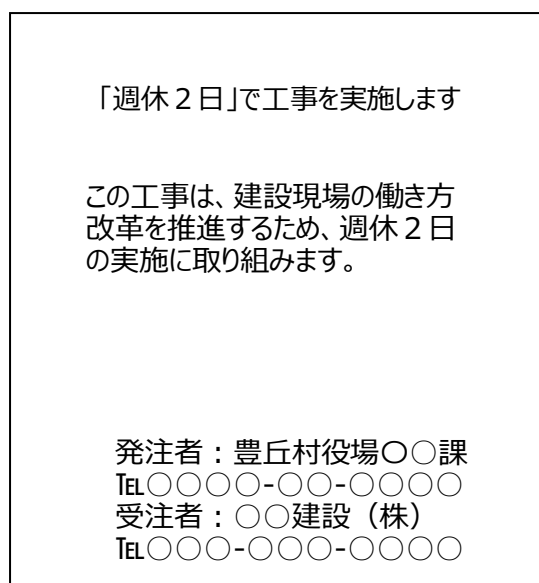 「週休２日」で工事を実施します
この工事は、建設現場の働き方
改革を推進するため、週休２日
の実施に取り組みます。
発注者：豊丘村役場〇○課
℡○○○○-○○-○○○○
受注者：○○建設（株）
℡○○○-○○○-○○○○